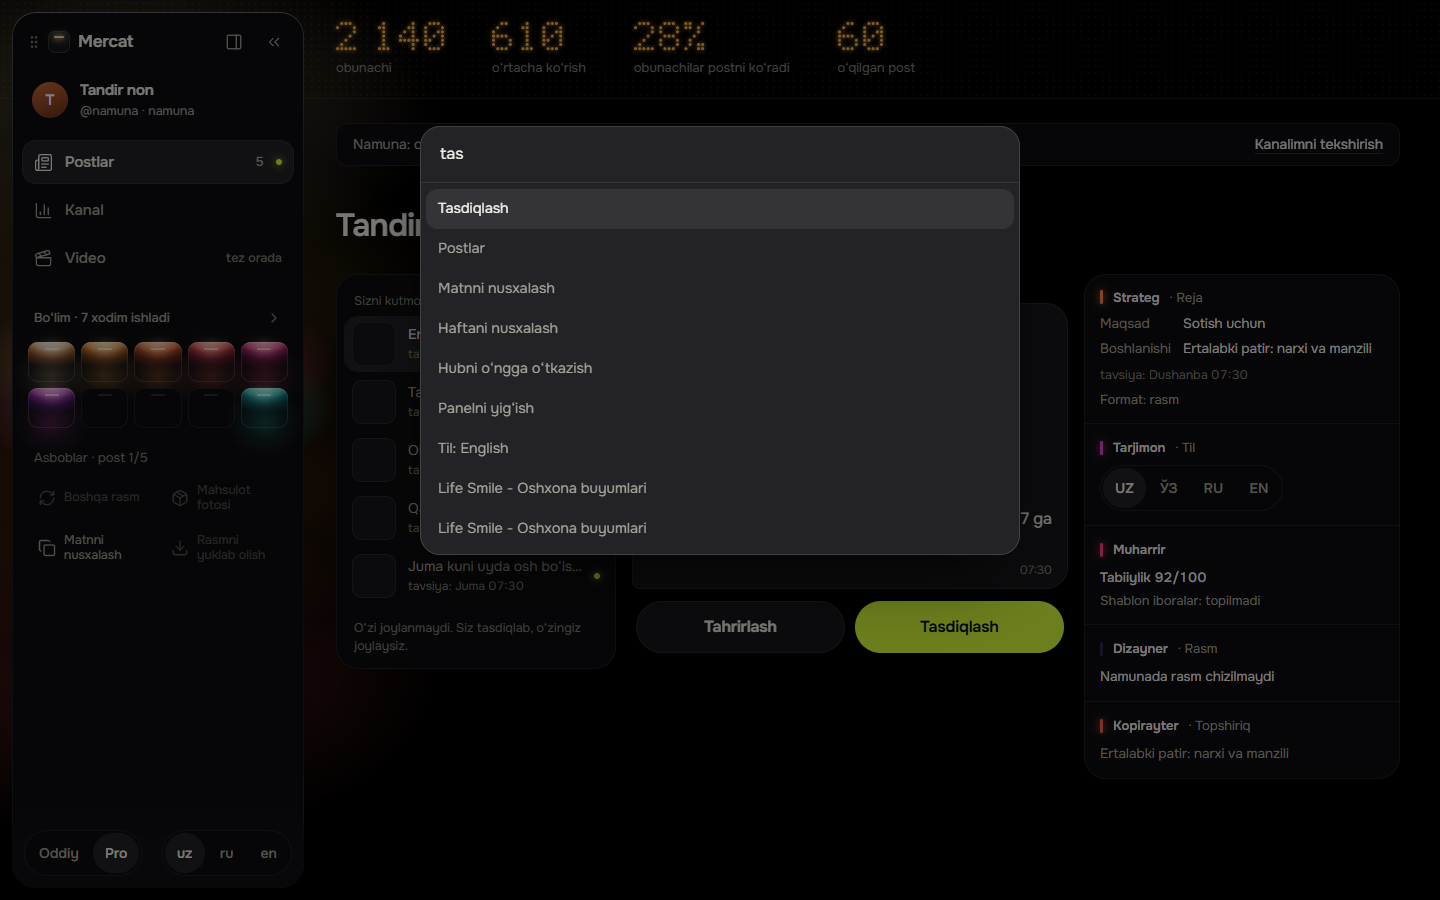 Mercat
Tandir non
@namuna · namuna
Postlar 5
Kanal
Video tez orada
Bo‘lim · 7 xodim ishladi
Asboblar · post 1/5
Boshqa rasm
Mahsulot
fotosi
Matnni
nusxalash
Rasmni
yuklab olish
Oddiy Pro
uz ru en
2 140
obunachi
610
o‘rtacha ko‘rish
28%
obunachilar postni ko‘radi
60
o‘qilgan post
Namuna:
Kanalimni tekshirish
tas
Tasdiqlash
Postlar
Matnni nusxalash
Haftani nusxalash
Hubni o‘ngga o‘tkazish
Panelni yig‘ish
Til: English
Life Smile - Oshxona buyumlari
Life Smile - Oshxona buyumlari
Juma kuni uyda osh bo‘ls...
tavsiya: Juma 07:30
O‘zi joylanmaydi. Siz tasdiqlab, o‘zingiz
joylaysiz.
7 ga
07:30
Tahrirlash
Tasdiqlash
Strateg · Reja
Maqsad Sotish uchun
Boshlanishi Ertalabki patir: narxi va manzili
tavsiya: Dushanba 07:30
Format: rasm
Tarjimon · Til
UZ ЎЗ RU EN
Muharrir
Tabiiylik 92/100
Shablon iboralar: topilmadi
Dizayner · Rasm
Namunada rasm chizilmaydi
Kopirayter · Topshiriq
Ertalabki patir: narxi va manzili